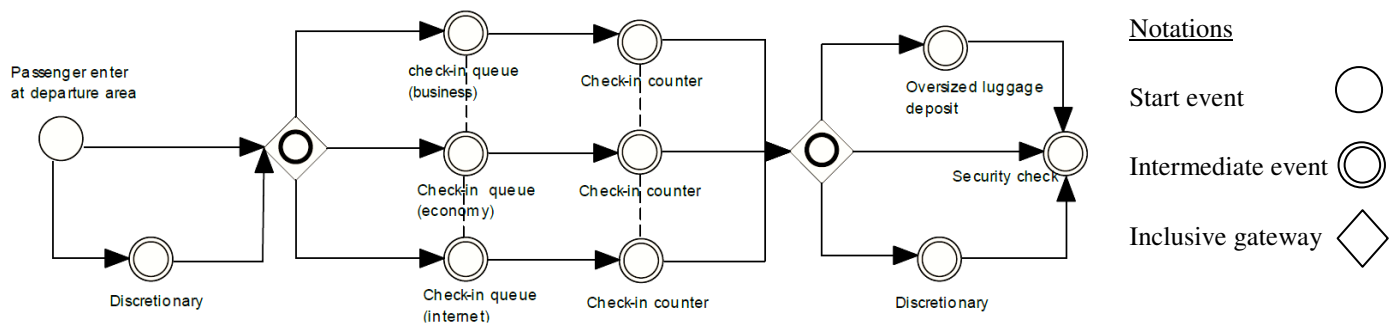 Passenger enter
at departure area
Discretionary
check-in queue
(business)
Check-in queue
(economy)
Check-in queue
(internet)
Check-in counter
Check-in counter
Check-in counter
Oversized luggage
deposit
Security check
Discretionary
Notations
Start event
Intermediate event
Inclusive gateway